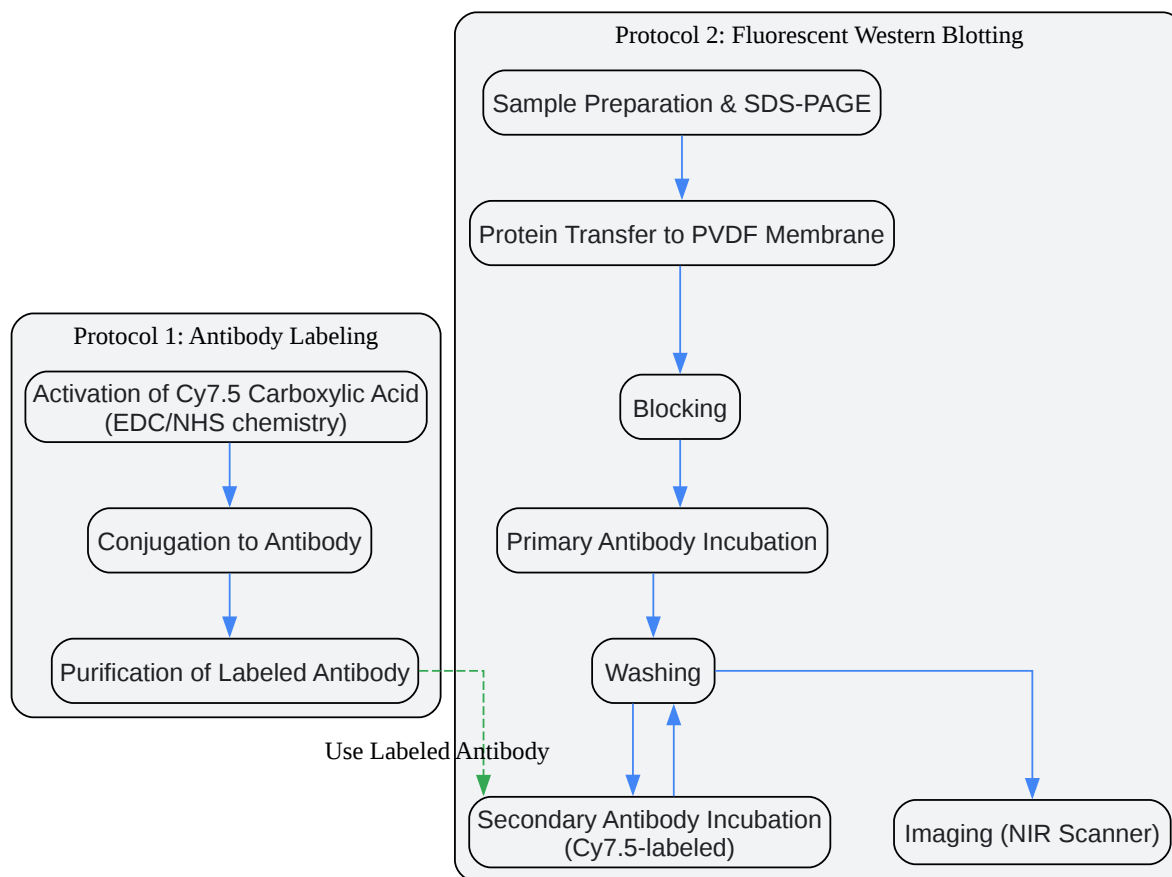 Protocol 2: Fluorescent Western Blotting
Sample Preparation & SDS-PAGE
Protein Transfer to PVDF Membrane
Protocol 1: Antibody Labeling
Activation of Cy7.5 Carboxylic Acid
(EDC/NHS chemistry)
Blocking
Conjugation to Antibody
Primary Antibody Incubation
Purification of Labeled Antibody
Washing
Use Labeled Antibody
Secondary Antibody Incubation
(Cy7.5-labeled)
Imaging (NIR Scanner)